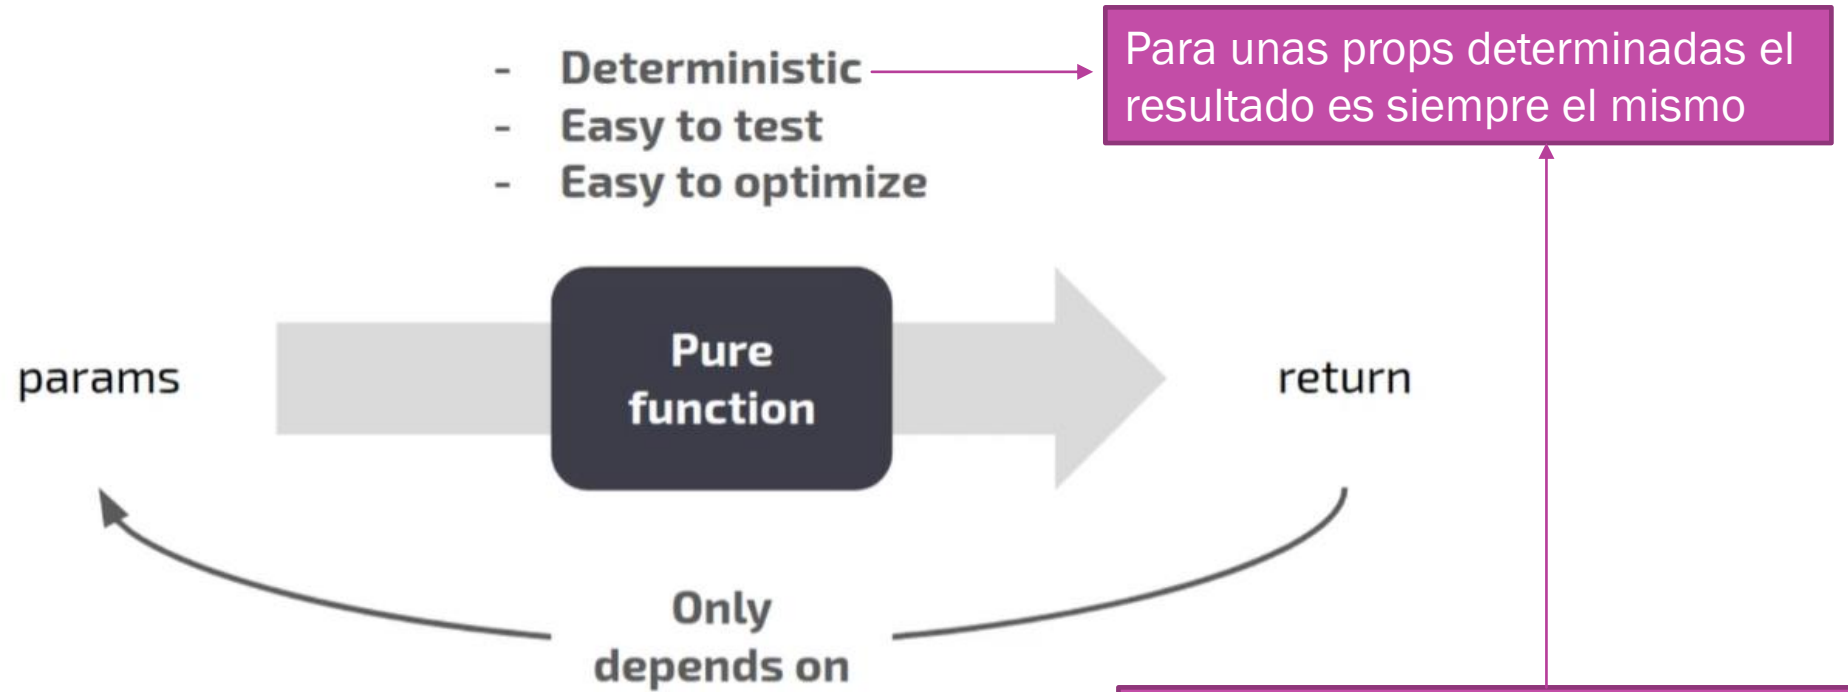 - Deterministic
- Easy to test
- Easy to optimize
Para unas props determinadas el
resultado es siempre el mismo
params
Pure
function
return
Only
depends on